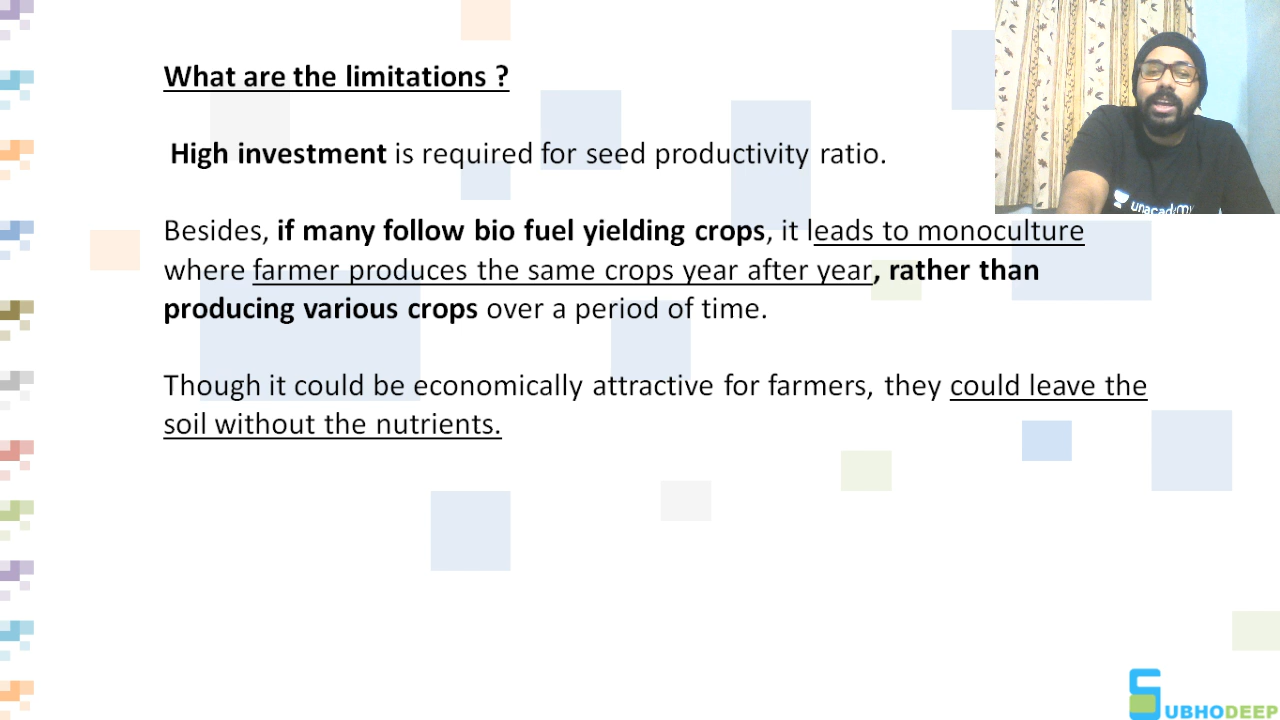 What are the limitations ?
High investment is required for seed productivity ratio.
Besides, if many follow bio fuel yielding crops, it leads to monoculture
where farmer produces the same crops year after year, rather than
producing various crops over a period of time.
Though it could be economically attractive for farmers, they could leave the
soil without the nutrients.
unacademy
SUBHODEEP